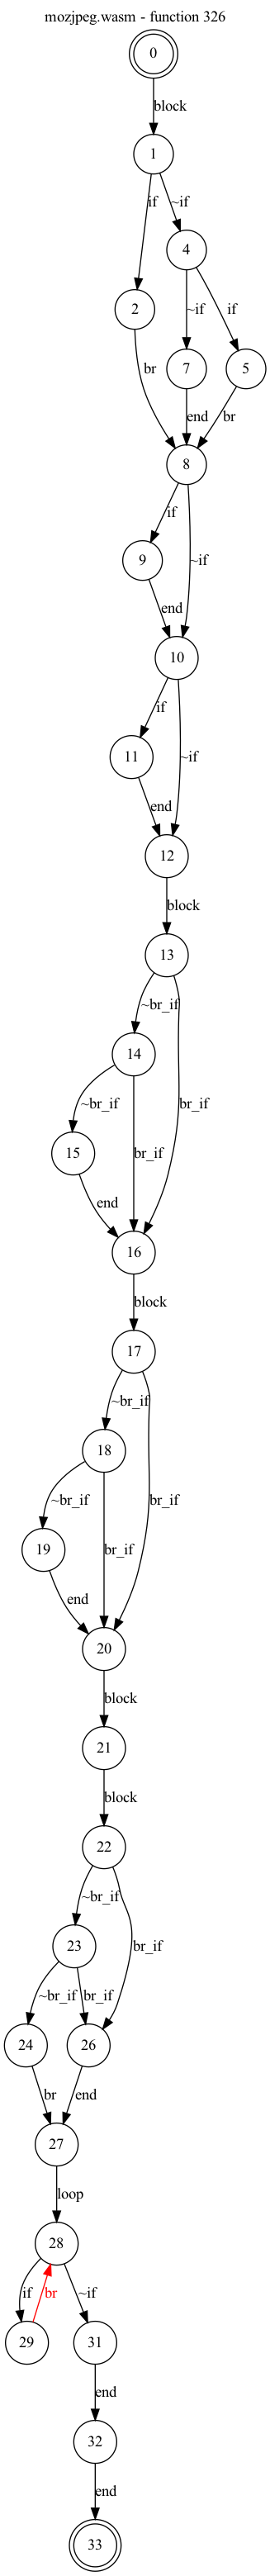 mozjpeg.wasm - function 326
0
block
1
if
~if
4
2
~if
if
7
5
br
end
br
8
if
9
~if
end
10
if
11
~if
end
12
block
13
~br_if
14
~br_if
br_if
15
br_if
end
16
block
17
~br_if
18
~br_if
br_if
19
br_if
end
20
block
21
block
22
~br_if
23
br_if
~br_if
br_if
24
26
br
end
27
loop
28
if
br
~if
29
31
end
32
end
33